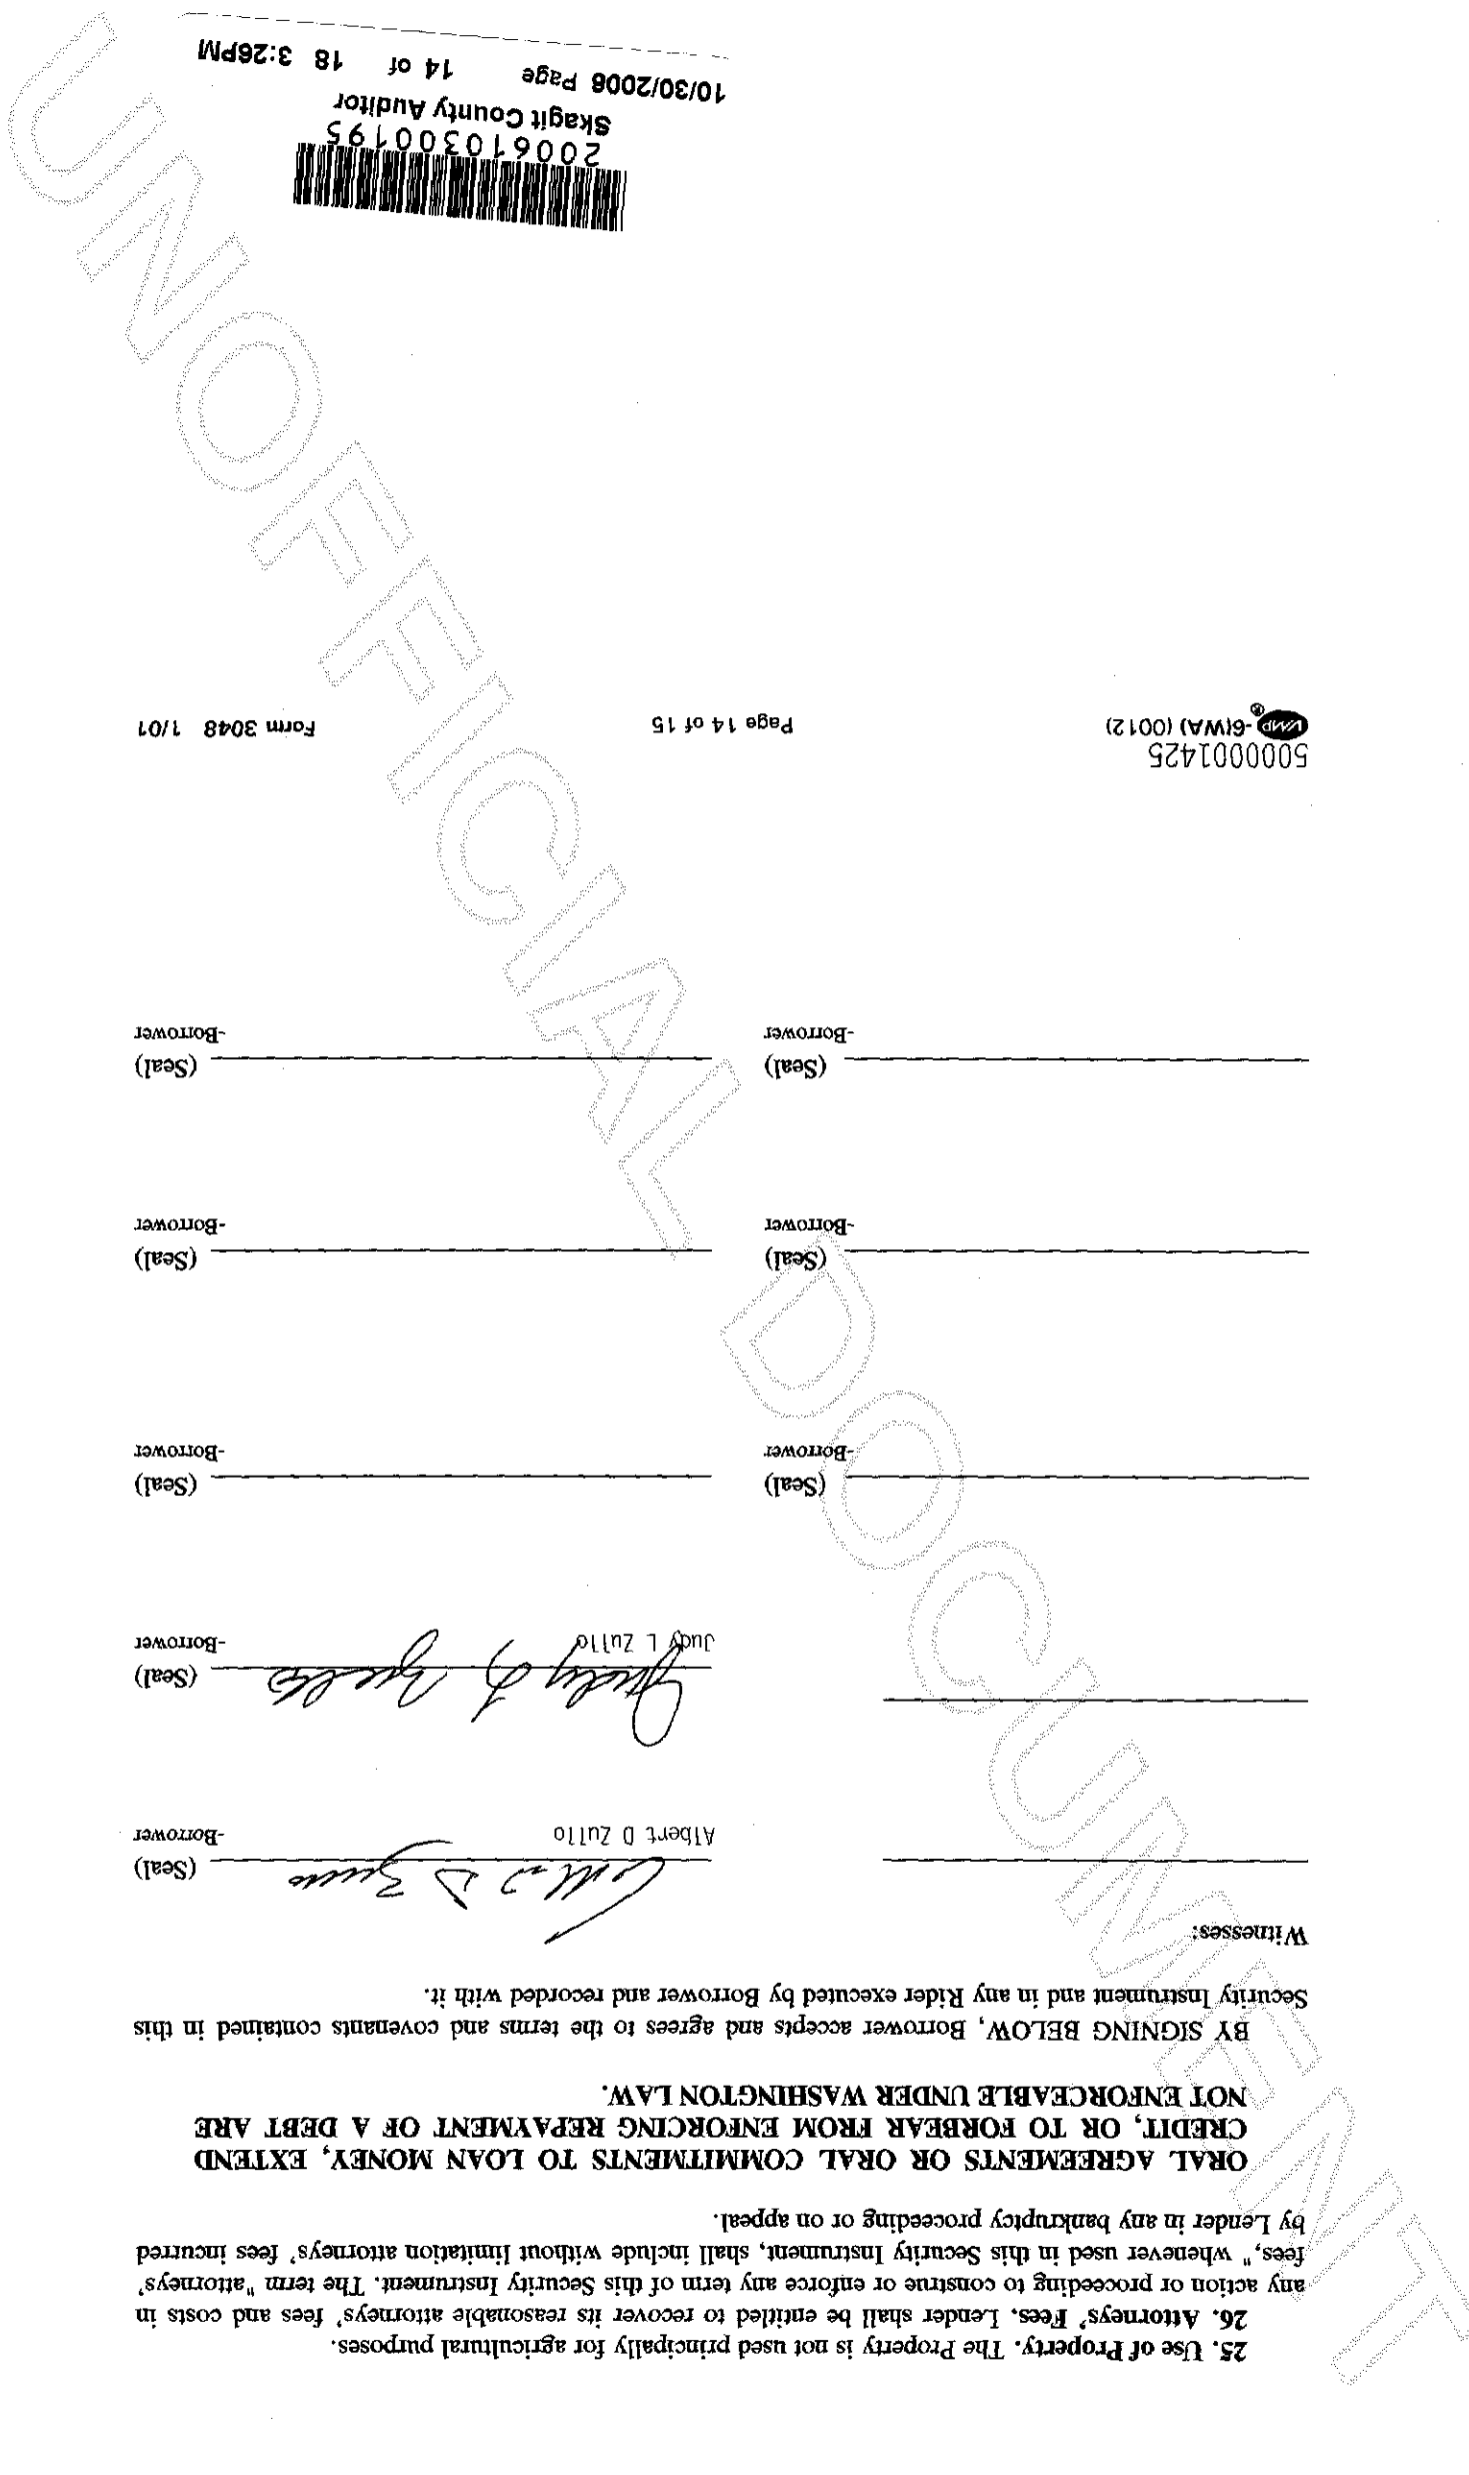 25. Use of Property. The Property is not used principally for agricultural purposes.
26. Attorneys' Fees. Lender shall be entitled to recover its reasonable attorneys' fees and costs in
any action or proceeding to construe or enforce any term of this Security Instrument. The term "attorneys'
fees," whenever used in this Security Instrument, shall include without limitation attorneys' fees incurred
by Lender in any bankruptcy proceeding or on appeal.
ORAL AGREEMENTS OR ORAL COMMITMENTS TO LOAN MONEY, EXTEND
CREDIT, OR TO FORBEAR FROM ENFORCING REPAYMENT OF A DEBT ARE
NOT ENFORCEABLE UNDER WASHINGTON LAW.
BY SIGNING BELOW, Borrower accepts and agrees to the terms and covenants contained in this
Security Instrument and in any Rider executed by Borrower and recorded with it.
Witnesses:
Albert D Zullo (Seal)
Albert D Zullo -Borrower
Judy L Zullo (Seal)
Judy L Zullo -Borrower
(Seal) (Seal)
-Borrower -Borrower
(Seal) (Seal)
-Borrower -Borrower
(Seal) (Seal)
-Borrower -Borrower
5000001425
VMP®-6(WA) (0012) Page 14 of 15 Form 3048 1/01
200610300195
Skagit County Auditor
10/30/2006 Page 14 of 18 3:26PM
UNOFFICIAL DOCUMENT